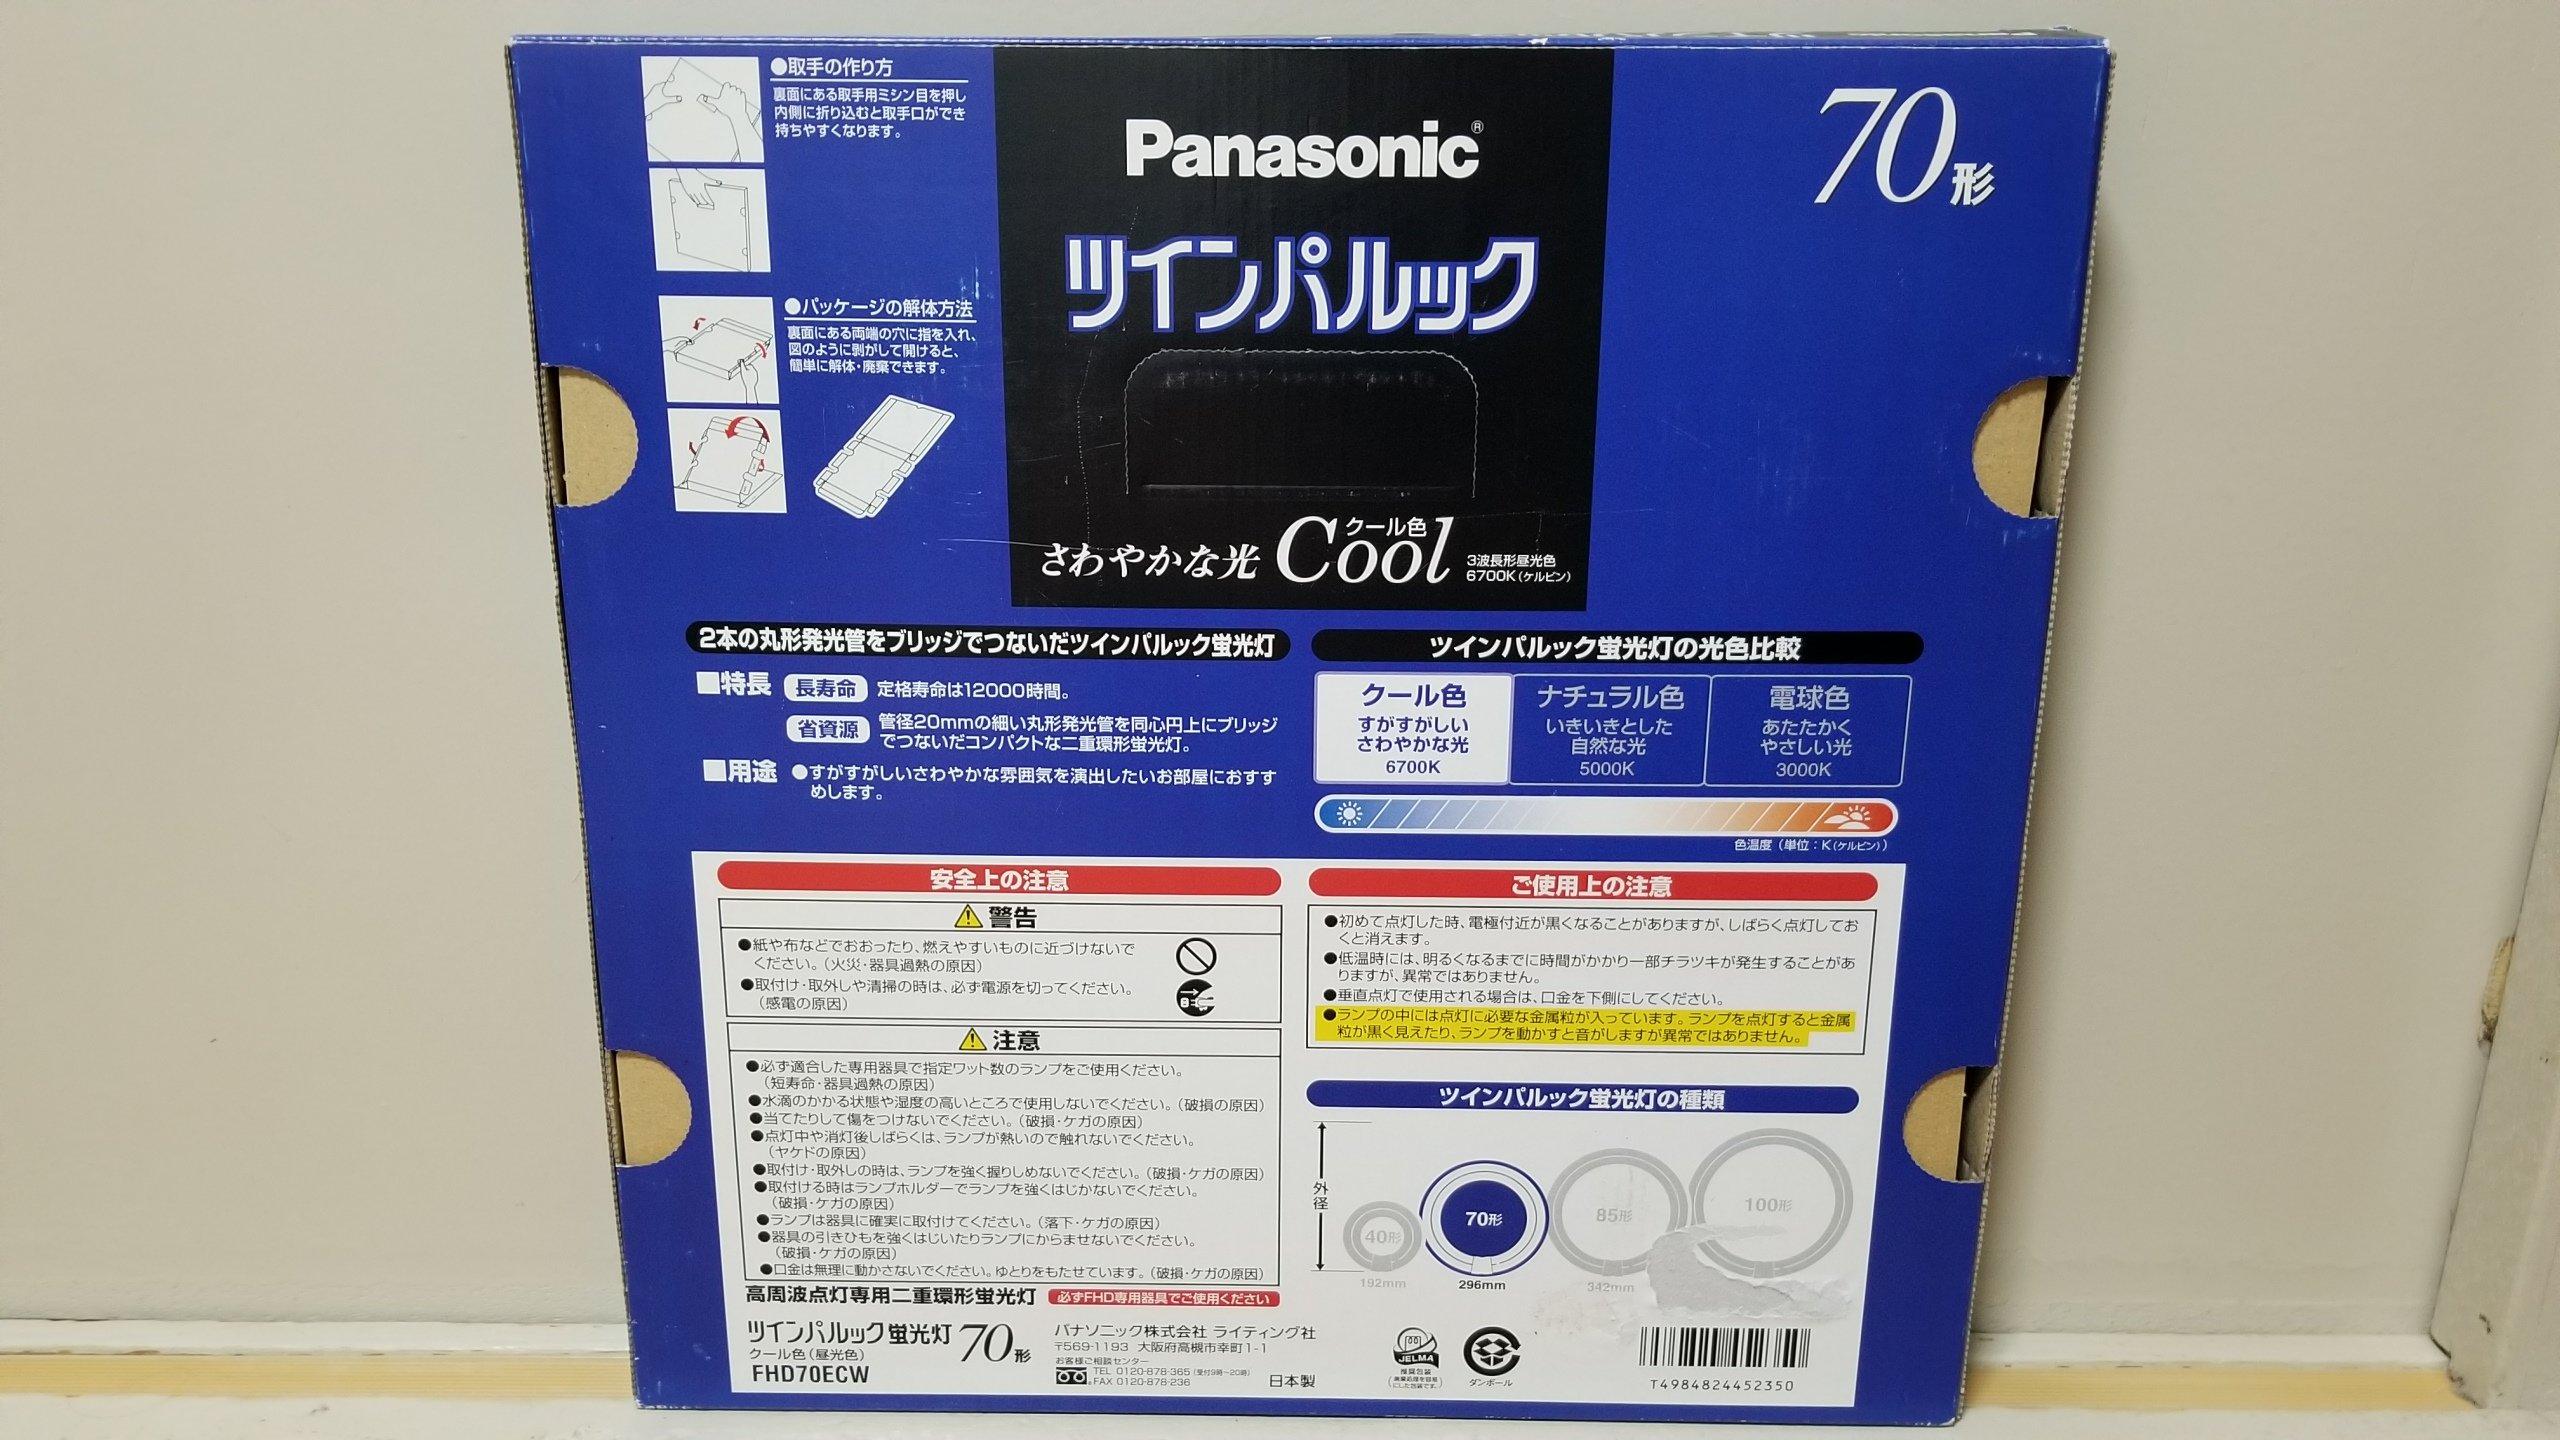 ●取手の作り方
裏面にある取手用ミシン目を押し
内側に折り込むと取手口ができ
持ちやすくなります。
●パッケージの解体方法
裏面にある両端の穴に指を入れ、
図のように剥がして開けると、
簡単に解体・廃棄できます。
Panasonic®
ツインパルック
70形
さわやかな光 Cool
クール色
3波長形昼光色
6700K(ケルビン)
2本の丸形発光管をブリッジでつないだツインパルック蛍光灯
■特長 長寿命 定格寿命は12000時間。
省資源 管径20mmの細い丸形発光管を同心円上にブリッジ
でつないだコンパクトな二重環形蛍光灯。
■用途 ●すがすがしいさわやかな雰囲気を演出したいお部屋におすす
めします。
ツインパルック蛍光灯の光色比較
クール色
すがすがしい
さわやかな光
6700K
ナチュラル色
いきいきとした
自然な光
5000K
電球色
あたたかく
やさしい光
3000K
色温度(単位:K(ケルビン))
安全上の注意
警告
●紙や布などでおおったり、燃えやすいものに近づけないで
ください。(火災・器具過熱の原因)
●取付け・取外しや清掃の時は、必ず電源を切ってください。
(感電の原因)
注意
●必ず適合した専用器具で指定ワット数のランプをご使用ください。
(短寿命・器具過熱の原因)
●水滴のかかる状態や湿度の高いところで使用しないでください。(破損の原因)
●当てたりして傷をつけないでください。(破損・ケガの原因)
●点灯中や消灯後しばらくは、ランプが熱いので触れないでください。
(ヤケドの原因)
●取付け・取外しの時は、ランプを強く握りしめないでください。(破損・ケガの原因)
●取付ける時はランプホルダーでランプを強くはじかないでください。
(破損・ケガの原因)
●ランプは器具に確実に取付けてください。(落下・ケガの原因)
●器具の引きひもを強くはじいたりランプにからませないでください。
(破損・ケガの原因)
●口金は無理に動かさないでください。ゆとりをもたせています。(破損・ケガの原因)
ご使用上の注意
●初めて点灯した時、電極付近が黒くなることがありますが、しばらく点灯してお
くと消えます。
●低温時には、明るくなるまでに時間がかかり一部チラツキが発生することがあ
りますが、異常ではありません。
●垂直点灯で使用される場合は、口金を下側にしてください。
●ランプの中には点灯に必要な金属粒が入っています。ランプを点灯すると金属
粒が黒く見えたり、ランプを動かすと音がしますが異常ではありません。
ツインパルック蛍光灯の種類
外径
40形
192mm
70形
296mm
85形
342mm
100形
高周波点灯専用二重環形蛍光灯 必ずFHD専用器具でご使用ください
ツインパルック蛍光灯 70形
クール色(昼光色)
FHD70ECW
パナソニック株式会社 ライティング社
〒569-1193 大阪府高槻市幸町1-1
お客様ご相談センター
TEL 0120-878-365 (受付9時〜20時)
FAX 0120-878-236
日本製
JELMA
推奨包装
(廃棄処理を容易
にした包装です。)
ダンボール
T4984824452350